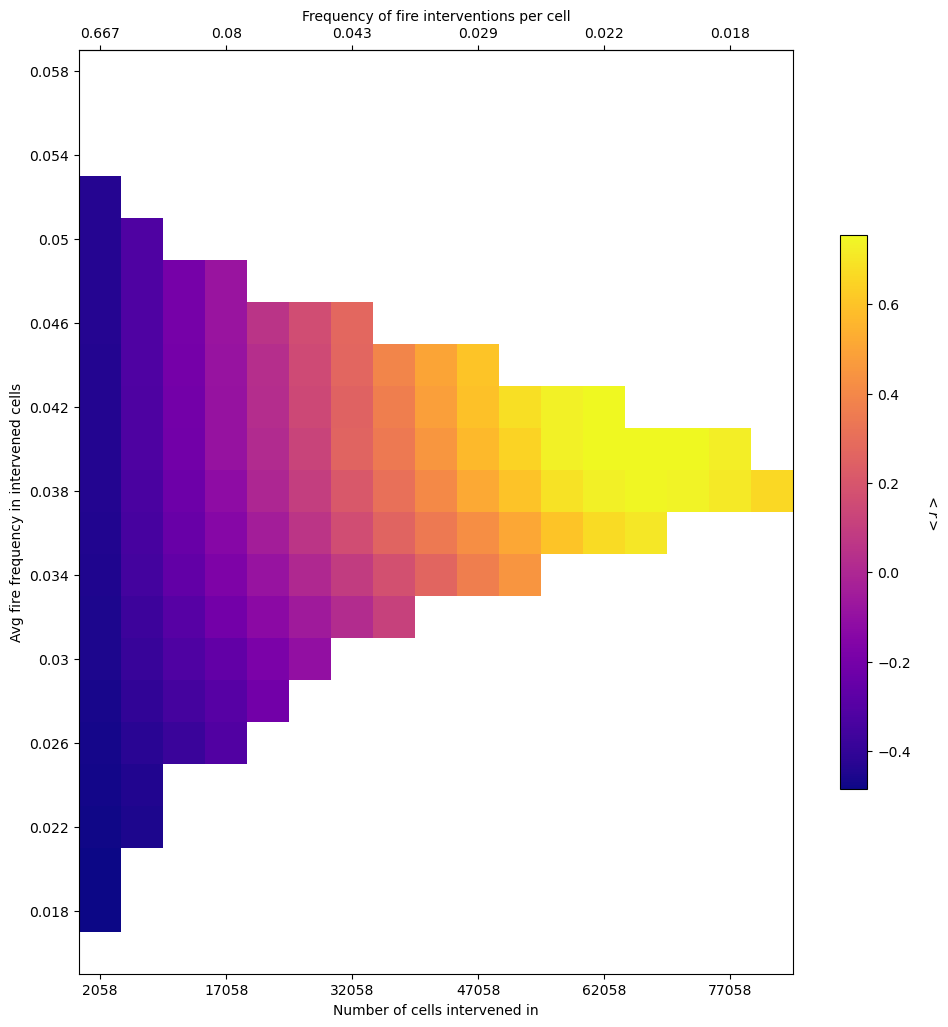 Frequency of fire interventions per cell
0.667 0.08 0.043 0.029 0.022 0.018
0.058
0.054
0.05
0.046
0.042
0.038
0.034
0.03
0.026
0.022
0.018
Avg fire frequency in intervened cells
2058 17058 32058 47058 62058 77058
Number of cells intervened in
0.6
0.4
0.2
0.0
−0.2
−0.4
< r >